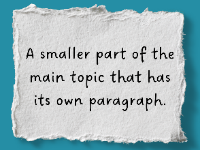 A smaller part of the
main topic that has
its own paragraph.